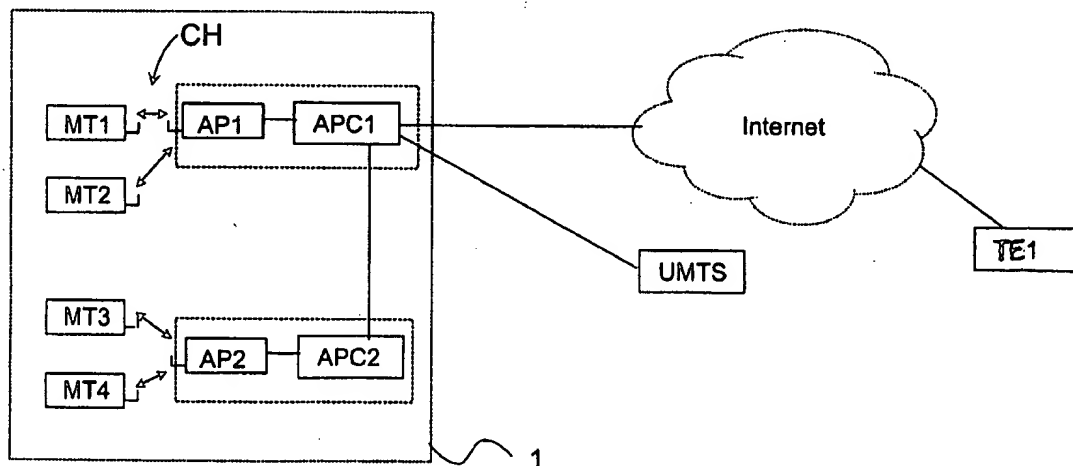 CH
MT1
AP1
APC1
Internet
MT2
UMTS
TE1
MT3
AP2
APC2
MT4
1